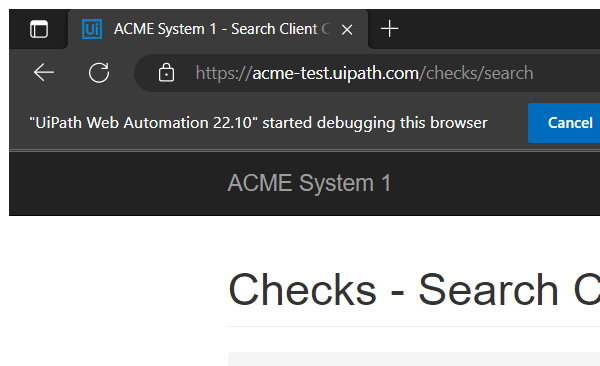 Ui ACME System 1 - Search Client C
https://acme-test.uipath.com/checks/search
"UiPath Web Automation 22.10" started debugging this browser Cancel
ACME System 1
Checks - Search C